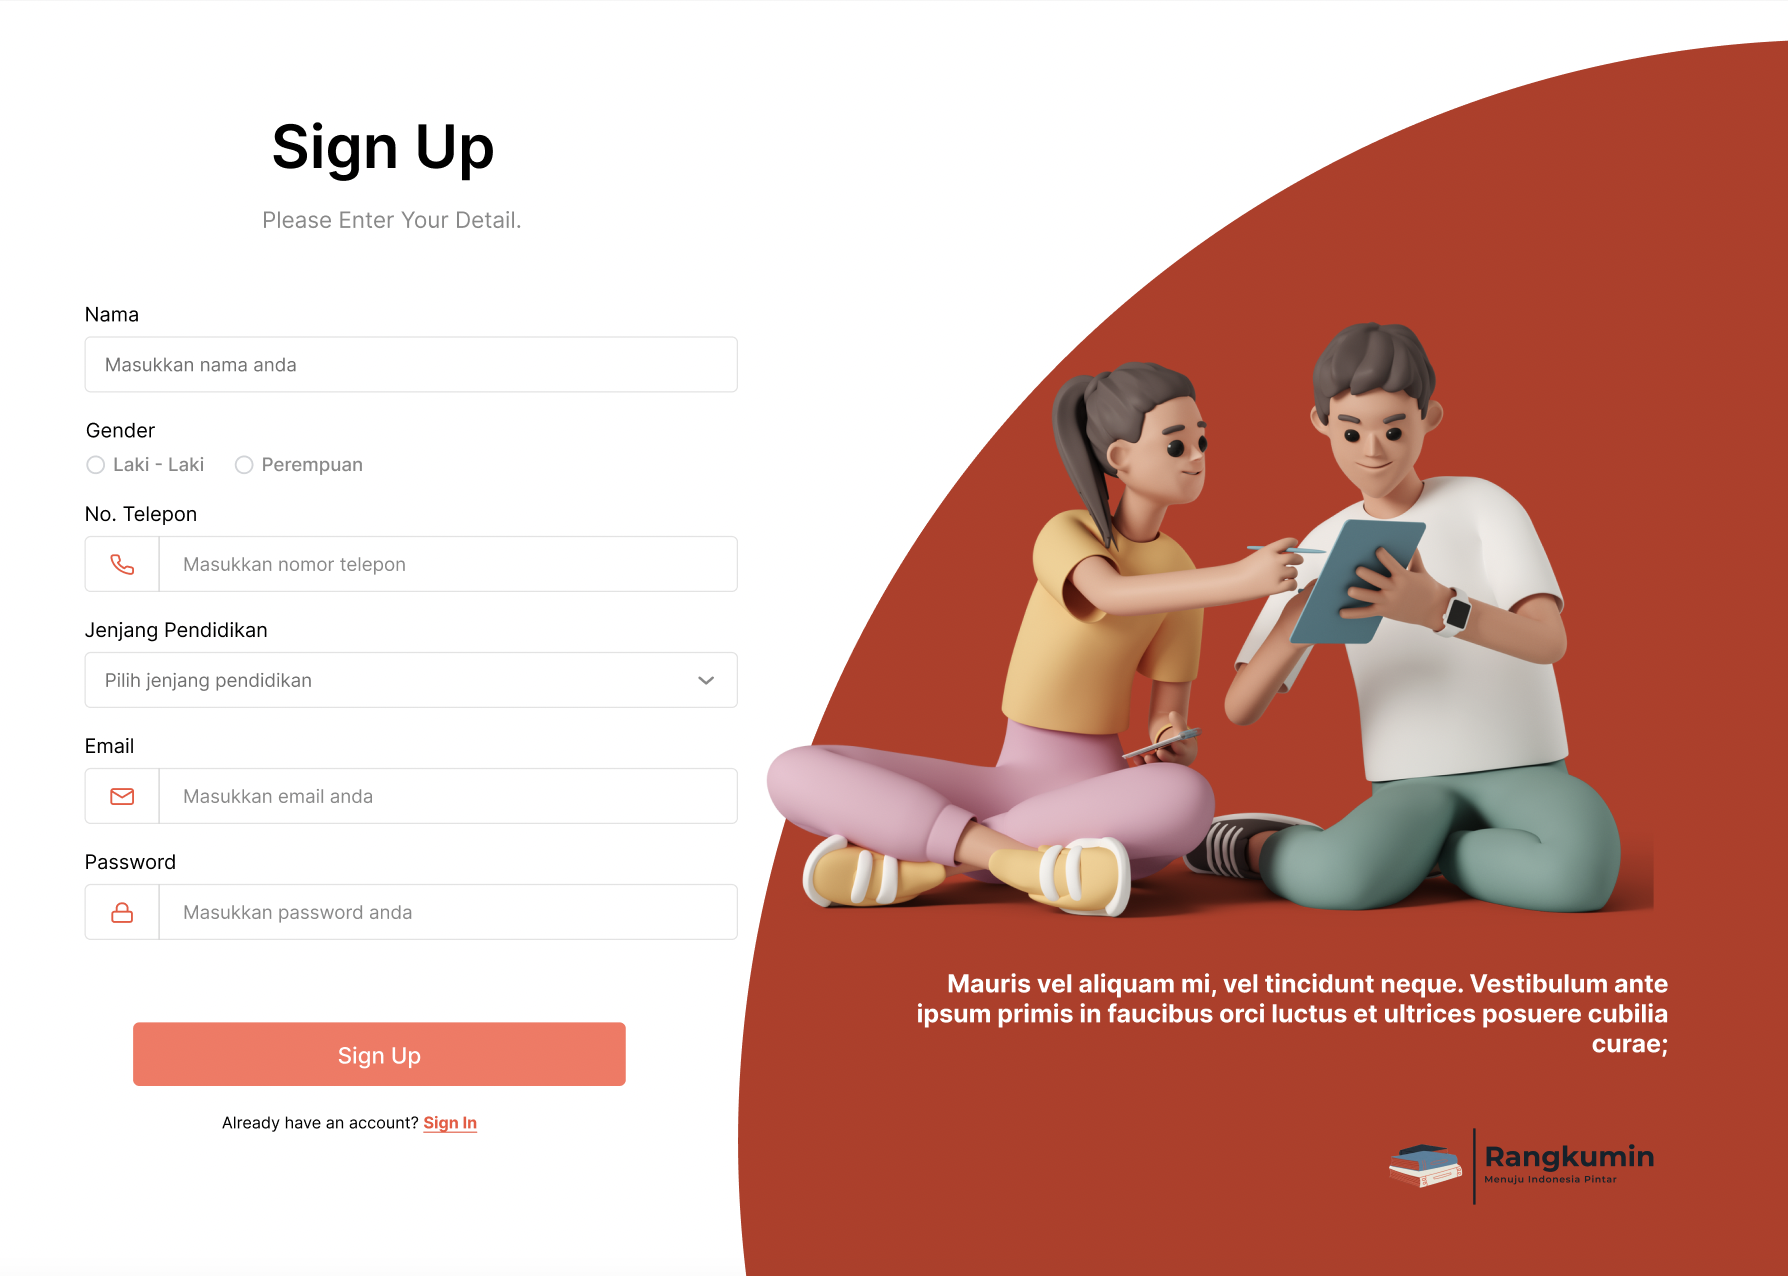 Sign Up
Please Enter Your Detail.
Nama
Masukkan nama anda
Gender
Laki - Laki
Perempuan
No. Telepon
Masukkan nomor telepon
Jenjang Pendidikan
Pilih jenjang pendidikan
Email
Masukkan email anda
Password
Masukkan password anda
Sign Up
Already have an account? Sign In
Mauris vel aliquam mi, vel tincidunt neque. Vestibulum ante
ipsum primis in faucibus orci luctus et ultrices posuere cubilia
curae;
Rangkumin
Menuju Indonesia Pintar